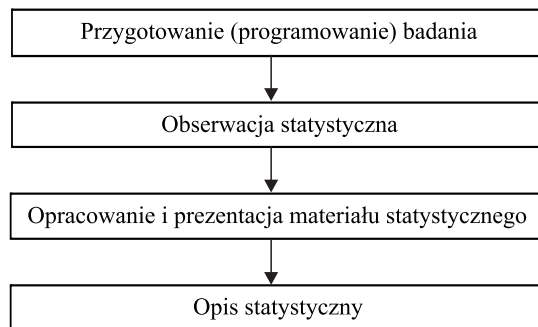 Przygotowanie (programowanie) badania
Obserwacja statystyczna
Opracowanie i prezentacja materiału statystycznego
Opis statystyczny